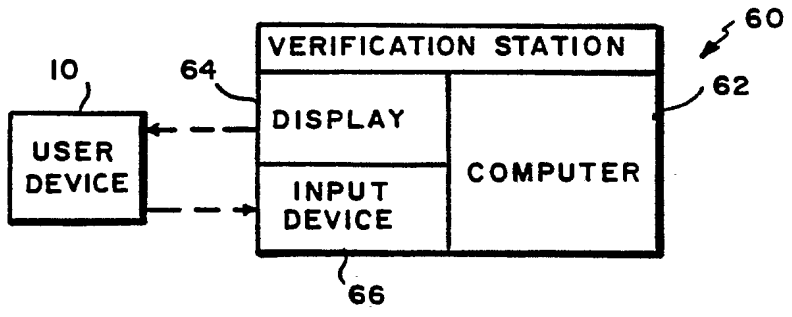 VERIFICATION STATION
60
10
64
62
USER
DEVICE
DISPLAY
COMPUTER
INPUT
DEVICE
66